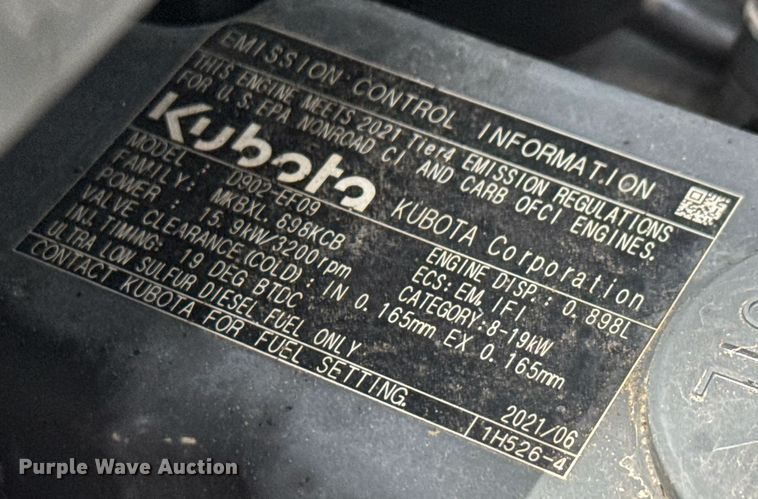 EMISSION CONTROL INFORMATION
THIS ENGINE MEETS 2021 Tier4 EMISSION REGULATIONS
FOR U.S. EPA NONROAD CI AND CARB OFCI ENGINES.
Kubota KUBOTA Corporation
MODEL : D902-EF09 ENGINE DISP.: 0.898L
FAMILY: MKBXL.698KCB ECS: EM, IFI
POWER : 15.9kW/3200rpm CATEGORY:8-19kW
VALVE CLEARANCE(COLD): IN 0.165mm EX 0.165mm
INJ. TIMING: 19 DEG BTDC
ULTRA LOW SULFUR DIESEL FUEL ONLY 2021/06
CONTACT KUBOTA FOR FUEL SETTING. 1H526-4
Purple Wave Auction